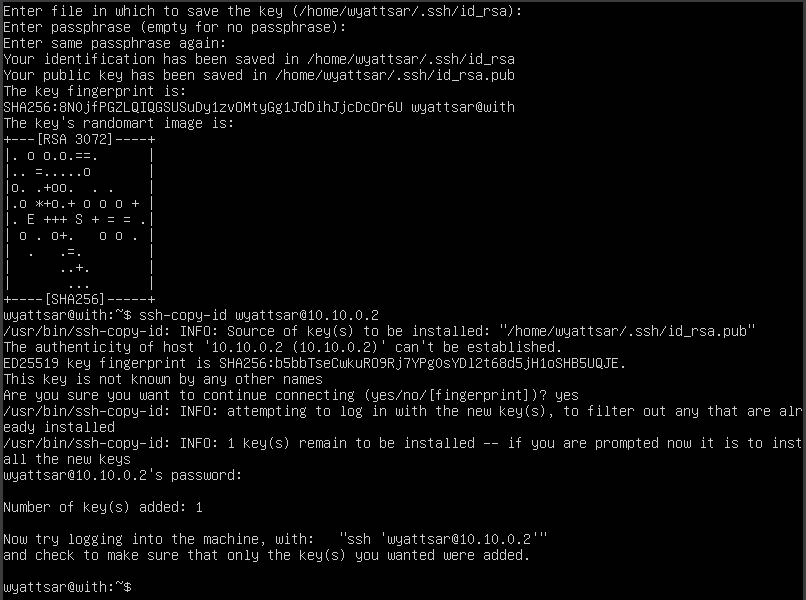 Enter file in which to save the key (/home/wyattsar/.ssh/id_rsa):
Enter passphrase (empty for no passphrase):
Enter same passphrase again:
Your identification has been saved in /home/wyattsar/.ssh/id_rsa
Your public key has been saved in /home/wyattsar/.ssh/id_rsa.pub
The key fingerprint is:
SHA256:8N0jfPGZLQIQGSUSuDy1zvOMtyGg1JdDihJjcDcOr6U wyattsar@with
The key's randomart image is:
+---[RSA 3072]----+
|. o o.o.==.      |
|.. =.....o       |
|o. .+oo.  . .    |
|.o *+o.+ o o o + |
|. E +++ S + = = .|
| o . o+.   o o . |
|  .   .=.        |
|      ..+.       |
|       ...       |
+----[SHA256]-----+
wyattsar@with:~$ ssh-copy-id wyattsar@10.10.0.2
/usr/bin/ssh-copy-id: INFO: Source of key(s) to be installed: "/home/wyattsar/.ssh/id_rsa.pub"
The authenticity of host '10.10.0.2 (10.10.0.2)' can't be established.
ED25519 key fingerprint is SHA256:b5bbTseCwkuRO9Rj7YPgOsYDl2t68d5jH1oSHB5UQJE.
This key is not known by any other names
Are you sure you want to continue connecting (yes/no/[fingerprint])? yes
/usr/bin/ssh-copy-id: INFO: attempting to log in with the new key(s), to filter out any that are alr
eady installed
/usr/bin/ssh-copy-id: INFO: 1 key(s) remain to be installed -- if you are prompted now it is to inst
all the new keys
wyattsar@10.10.0.2's password:

Number of key(s) added: 1

Now try logging into the machine, with:   "ssh 'wyattsar@10.10.0.2'"
and check to make sure that only the key(s) you wanted were added.

wyattsar@with:~$